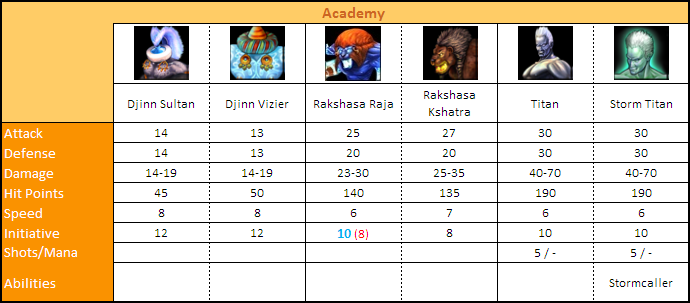 Academy
Djinn Sultan Djinn Vizier Rakshasa Raja Rakshasa Kshatra Titan Storm Titan
Attack 14 13 25 27 30 30
Defense 14 13 20 20 30 30
Damage 14-19 14-19 23-30 25-35 40-70 40-70
Hit Points 45 50 140 135 190 190
Speed 8 8 6 7 6 6
Initiative 12 12 10 (8) 8 10 10
Shots/Mana 5 / - 5 / -
Abilities Stormcaller